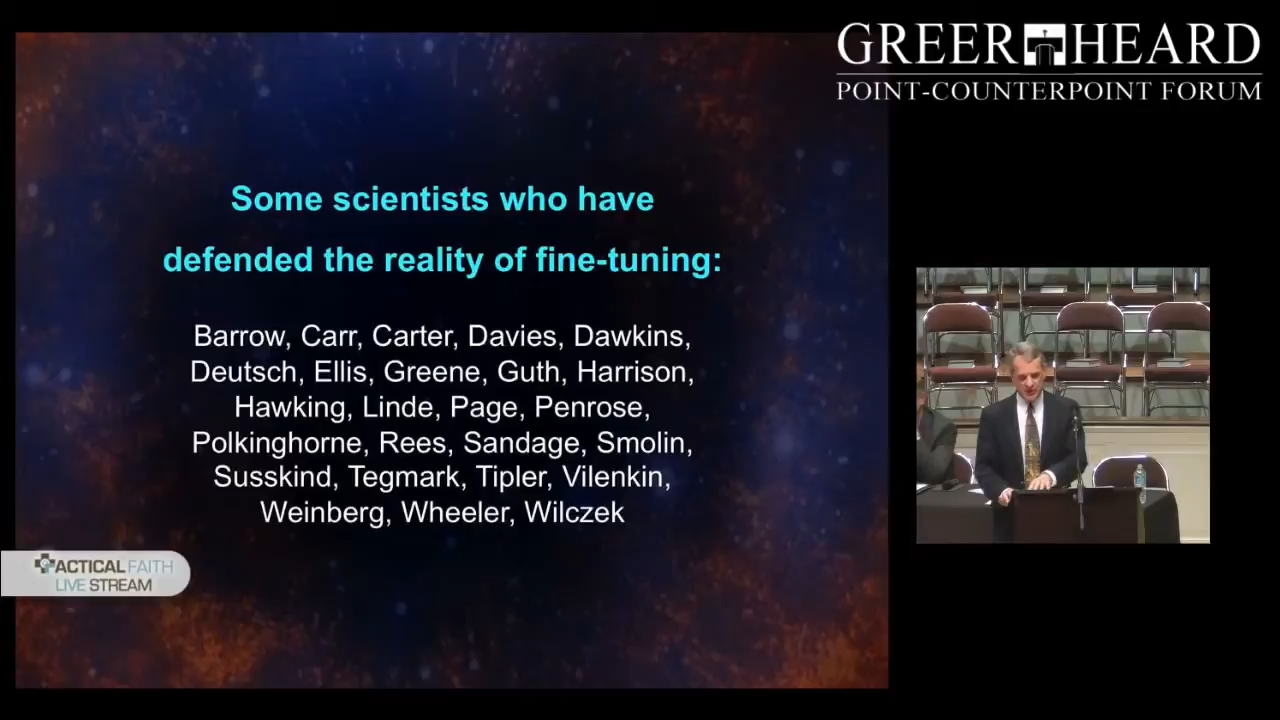 GREER HEARD
POINT-COUNTERPOINT FORUM
Some scientists who have
defended the reality of fine-tuning:
Barrow, Carr, Carter, Davies, Dawkins,
Deutsch, Ellis, Greene, Guth, Harrison,
Hawking, Linde, Page, Penrose,
Polkinghorne, Rees, Sandage, Smolin,
Susskind, Tegmark, Tipler, Vilenkin,
Weinberg, Wheeler, Wilczek
TACTICAL FAITH
LIVE STREAM